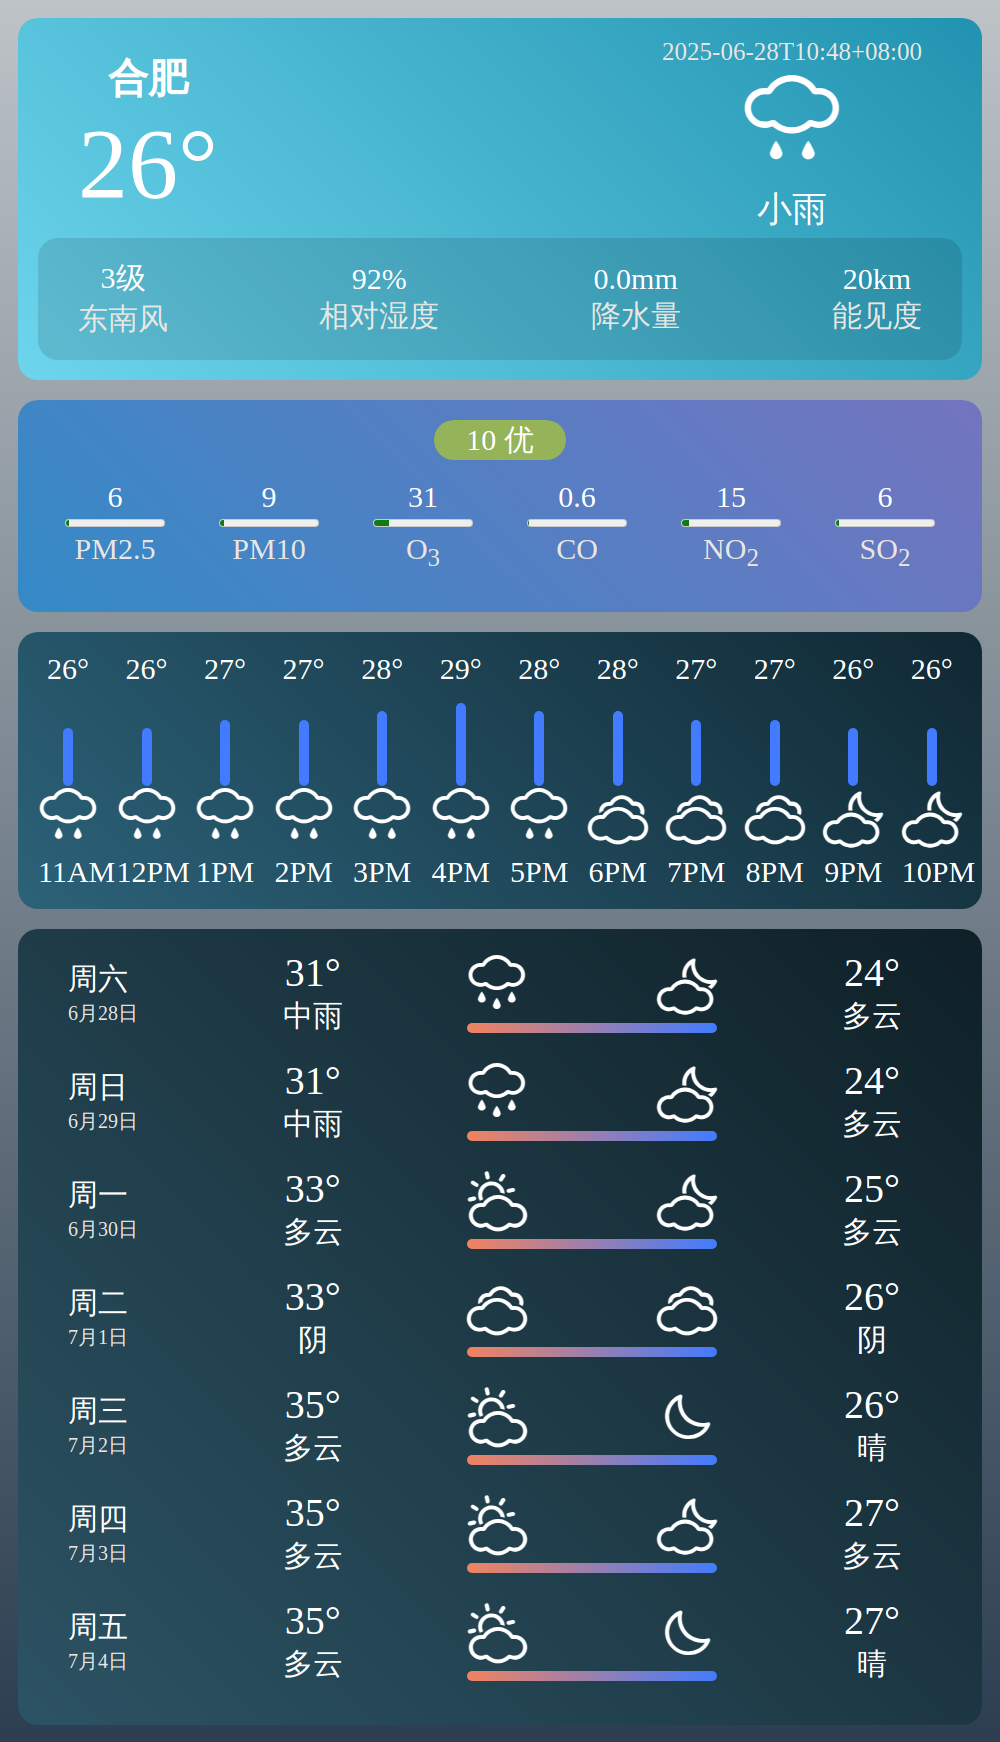 合肥
26°
2025-06-28T10:48+08:00
小雨
3级 92% 0.0mm 20km
东南风 相对湿度 降水量 能见度
10 优
6 9 31 0.6 15 6
PM2.5 PM10 O3 CO NO2 SO2
26° 26° 27° 27° 28° 29° 28° 28° 27° 27° 26° 26°
11AM 12PM 1PM 2PM 3PM 4PM 5PM 6PM 7PM 8PM 9PM 10PM
周六 31° 24°
6月28日 中雨 多云
周日 31° 24°
6月29日 中雨 多云
周一 33° 25°
6月30日 多云 多云
周二 33° 26°
7月1日 阴 阴
周三 35° 26°
7月2日 多云 晴
周四 35° 27°
7月3日 多云 多云
周五 35° 27°
7月4日 多云 晴